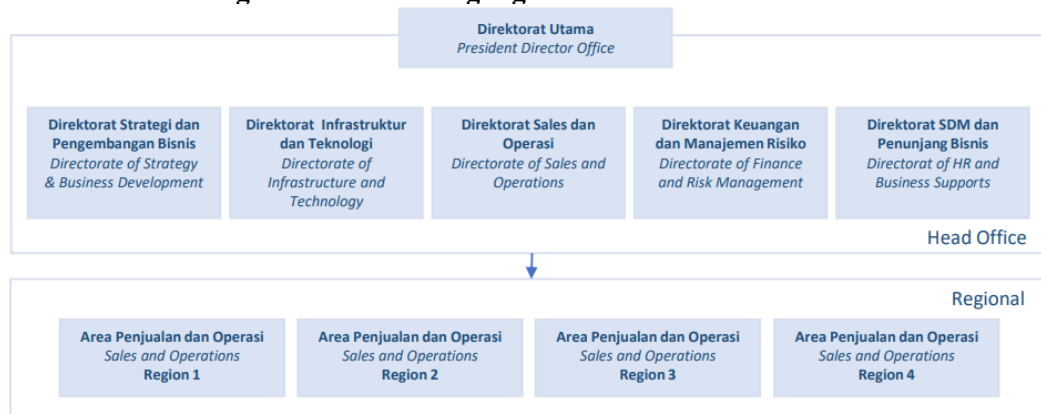 Direktorat Utama
President Director Office
Direktorat Strategi dan
Pengembangan Bisnis
Directorate of Strategy
& Business Development
Direktorat Infrastruktur
dan Teknologi
Directorate of
Infrastructure and
Technology
Direktorat Sales dan
Operasi
Directorate of Sales and
Operations
Direktorat Keuangan
dan Manajemen Risiko
Directorate of Finance
and Risk Management
Direktorat SDM dan
Penunjang Bisnis
Directorat of HR and
Business Supports
Head Office
Regional
Area Penjualan dan Operasi
Sales and Operations
Region 1
Area Penjualan dan Operasi
Sales and Operations
Region 2
Area Penjualan dan Operasi
Sales and Operations
Region 3
Area Penjualan dan Operasi
Sales and Operations
Region 4